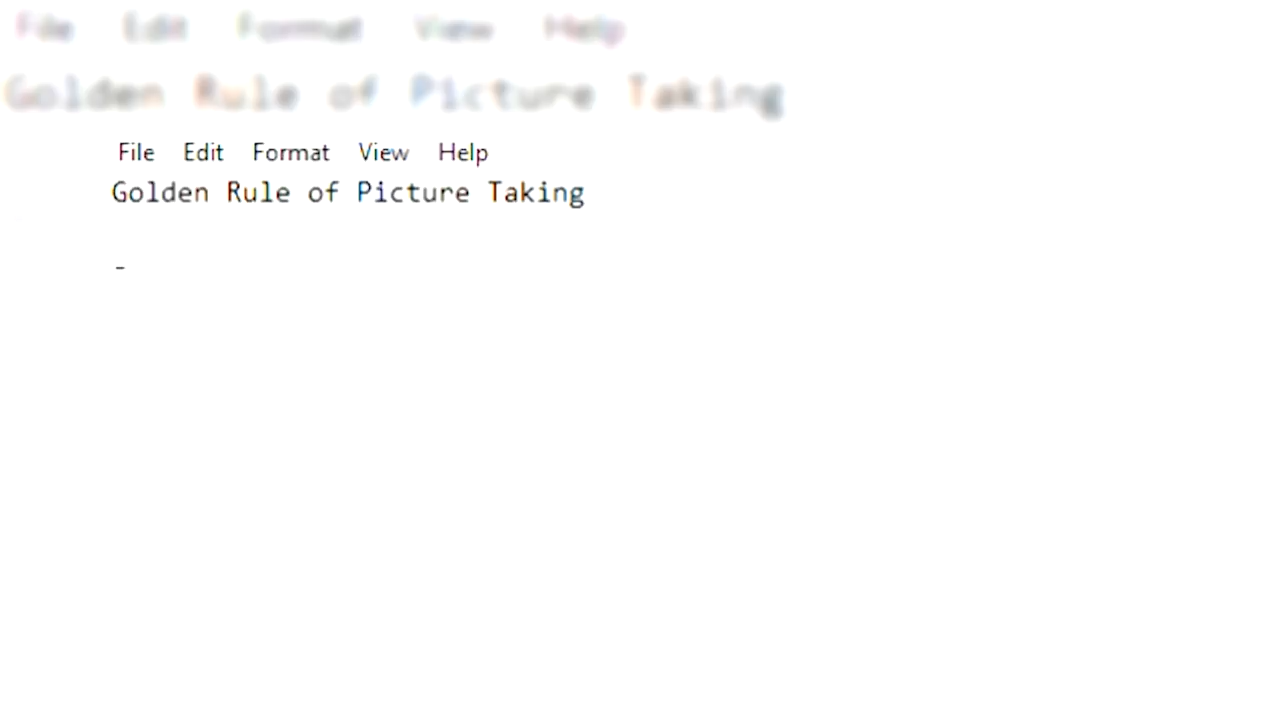 File Edit Format View Help
Golden Rule of Picture Taking
File Edit Format View Help
Golden Rule of Picture Taking
-